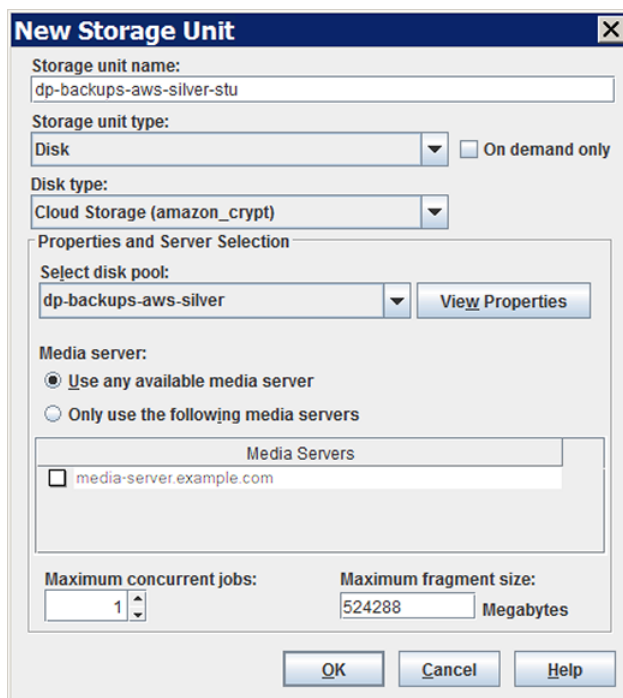 New Storage Unit
Storage unit name:
dp-backups-aws-silver-stu
Storage unit type:
Disk
On demand only
Disk type:
Cloud Storage (amazon_crypt)
Properties and Server Selection
Select disk pool:
dp-backups-aws-silver
View Properties
Media server:
Use any available media server
Only use the following media servers
Media Servers
media-server.example.com
Maximum concurrent jobs: Maximum fragment size:
1 524288 Megabytes
OK Cancel Help